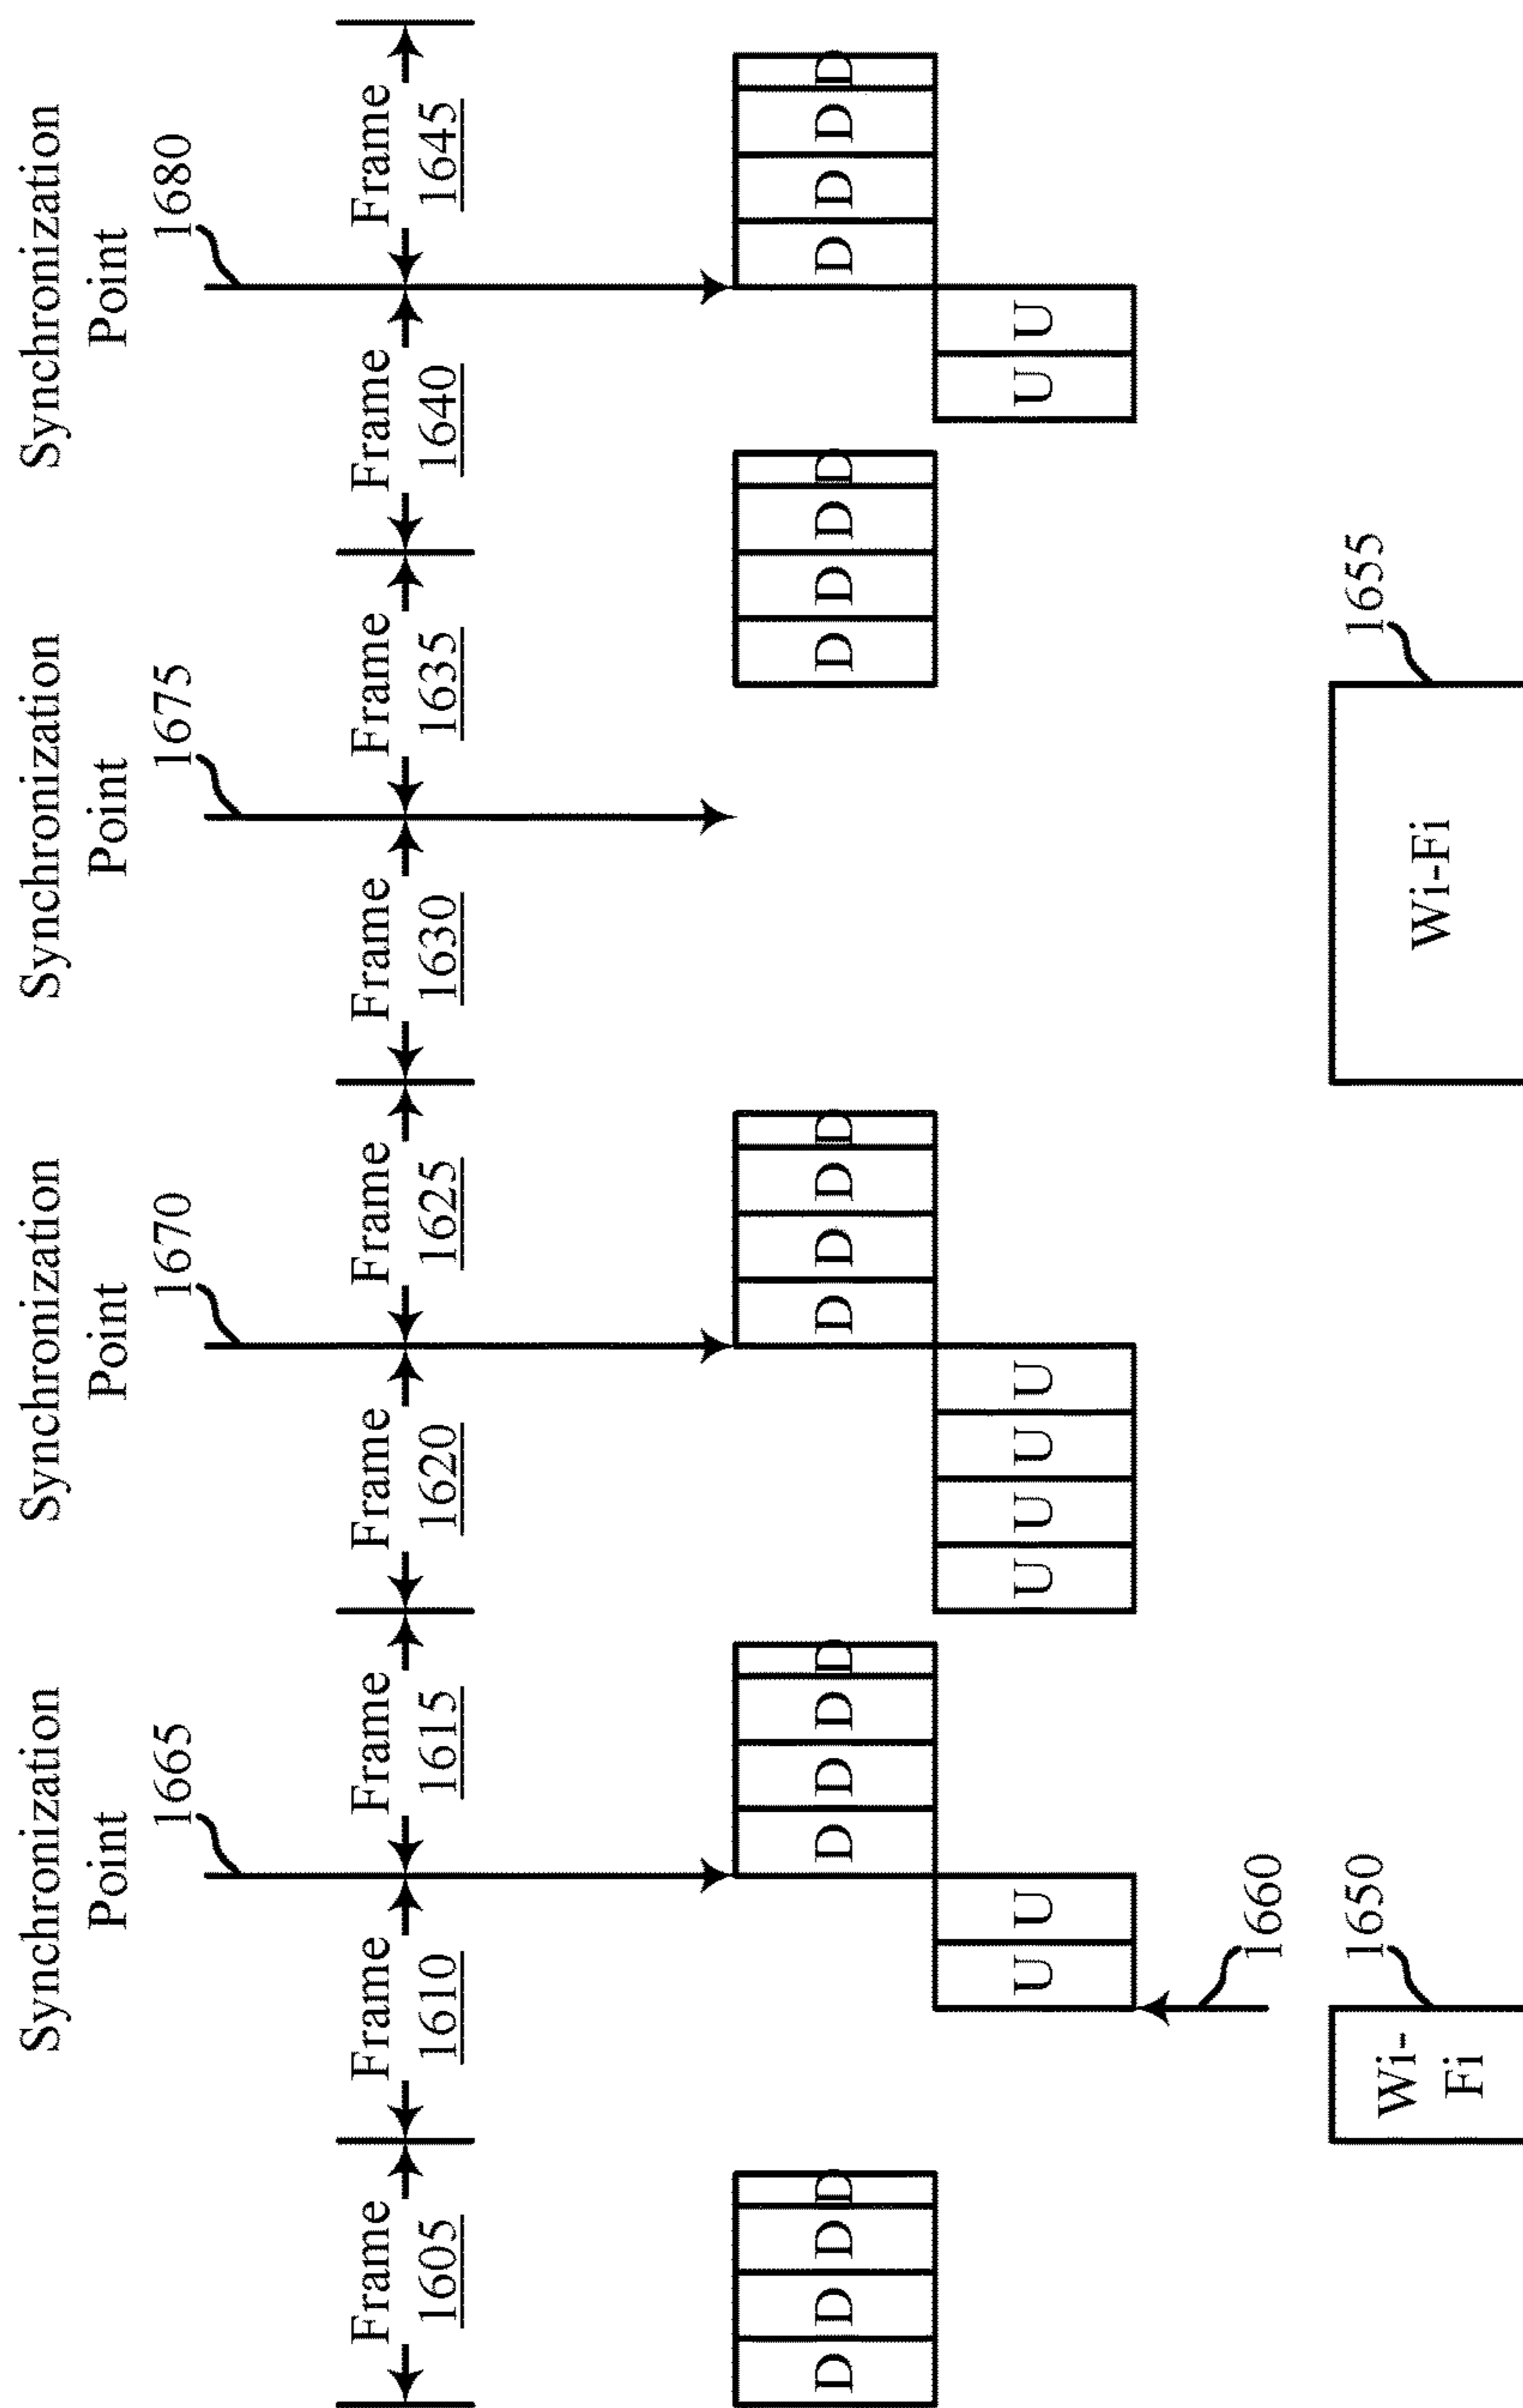 Synchronization Synchronization Synchronization Synchronization
Point Point Point Point
1665 1670 1675 1680
Frame Frame Frame Frame Frame Frame Frame Frame Frame
1605 1610 1615 1620 1625 1630 1635 1640 1645
D D D D D D D D D D D D D D D D D D D D
U U U U U U U U
1660
1650 1655
Wi-
Fi
Wi-Fi